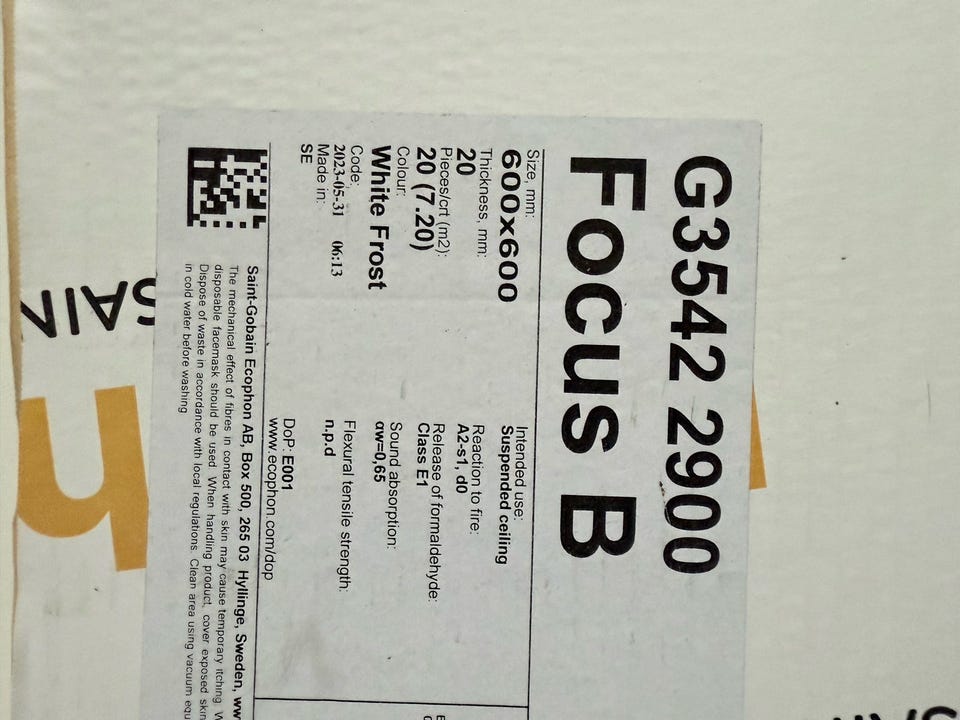 G3542 2900
Focus B
Size, mm:
600x600
Thickness, mm:
20
Pieces/crt (m2):
20 (7.20)
Colour:
White Frost
Code:
2023-05-31 06:13
Made in:
SE
Intended use:
Suspended ceiling
Reaction to fire:
A2-s1, d0
Release of formaldehyde:
Class E1
Sound absorption:
αw=0,65
Flexural tensile strength:
n.p.d
DoP: E001
www.ecophon.com/dop
Saint-Gobain Ecophon AB, Box 500, 265 03 Hyllinge, Sweden, ww
The mechanical effect of fibres in contact with skin may cause temporary itching. W
disposable facemask should be used. When handling product, cover exposed skin
Dispose of waste in accordance with local regulations. Clean area using vacuum equ
in cold water before washing